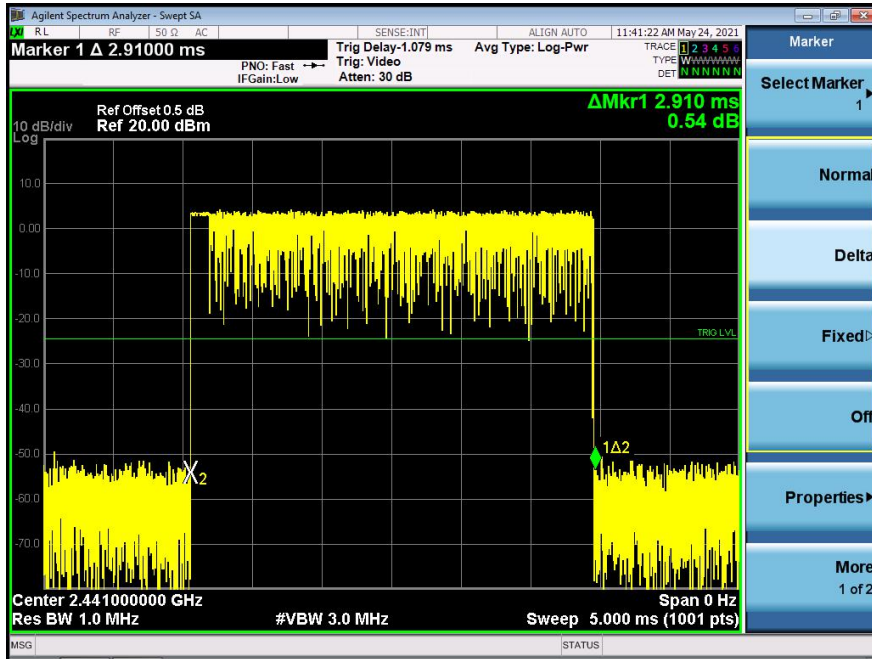 Agilent Spectrum Analyzer - Swept SA
LXI RL RF 50 Ω AC SENSE:INT ALIGN AUTO 11:41:22 AM May 24, 2021
Marker 1 Δ 2.91000 ms
PNO: Fast
IFGain:Low
Trig Delay-1.079 ms
Trig: Video
Atten: 30 dB
Avg Type: Log-Pwr
TRACE 1 2 3 4 5 6
TYPE WWWWWW
DET N N N N N N
ΔMkr1 2.910 ms
0.54 dB
Ref Offset 0.5 dB
10 dB/div Ref 20.00 dBm
Log
10.0
0.00
-10.0
-20.0
TRIG LVL
-30.0
-40.0
-50.0
1Δ2
2
-60.0
-70.0
Center 2.441000000 GHz Span 0 Hz
Res BW 1.0 MHz #VBW 3.0 MHz Sweep 5.000 ms (1001 pts)
MSG STATUS
Marker
Select Marker
1
Normal
Delta
Fixed
Off
Properties
More
1 of 2